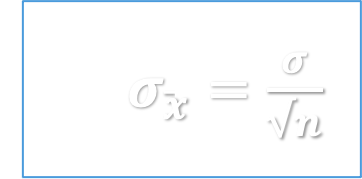 σ_x̄ = σ/√n